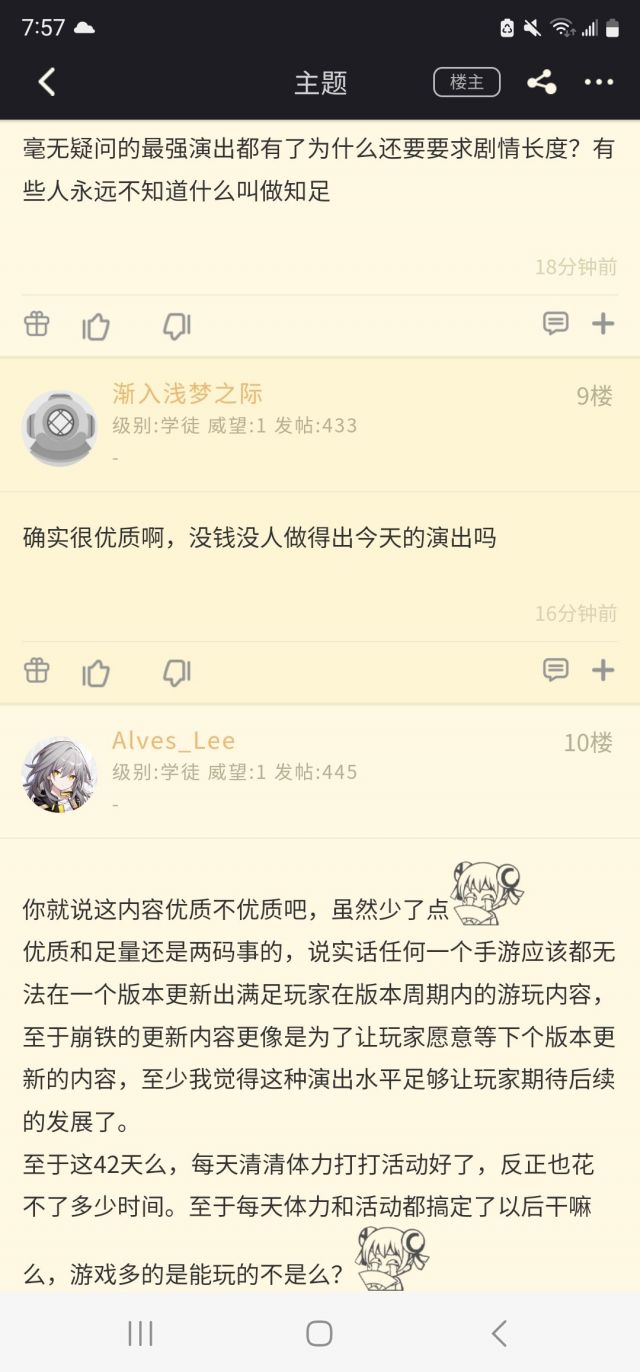 7:57
主题
楼主
毫无疑问的最强演出都有了为什么还要要求剧情长度？有
些人永远不知道什么叫做知足
18分钟前
渐入浅梦之际
9楼
级别:学徒 威望:1 发帖:433
-
确实很优质啊，没钱没人做得出今天的演出吗
16分钟前
Alves_Lee
10楼
级别:学徒 威望:1 发帖:445
-
你就说这内容优质不优质吧，虽然少了点
优质和足量还是两码事的，说实话任何一个手游应该都无
法在一个版本更新出满足玩家在版本周期内的游玩内容，
至于崩铁的更新内容更像是为了让玩家愿意等下个版本更
新的内容，至少我觉得这种演出水平足够让玩家期待后续
的发展了。
至于这42天么，每天清清体力打打活动好了，反正也花
不了多少时间。至于每天体力和活动都搞定了以后干嘛
么，游戏多的是能玩的不是么？